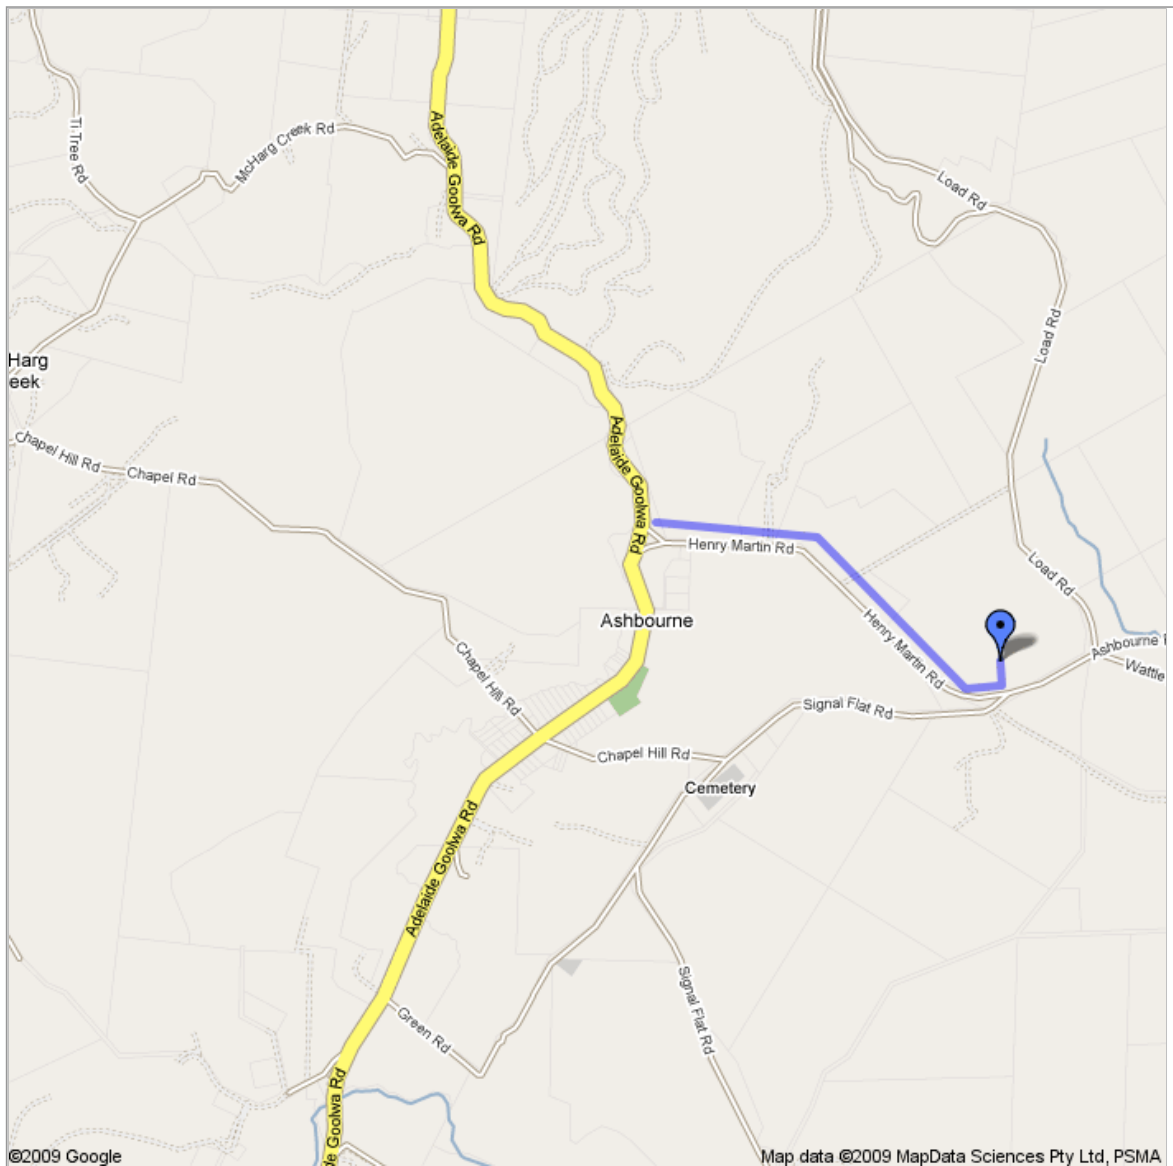 Adelaide Goolwa Rd
Ti Tree Rd
McHarg Creek Rd
Load Rd
Adelaide Goolwa Rd
Load Rd
Harg
eek
Chapel Hill Rd
Chapel Rd
Adelaide Goolwa Rd
Henry Martin Rd
Load Rd
Ashbourne
Henry Martin Rd
Ashbourne R
Wattle
Chapel Hill Rd
Signal Flat Rd
Chapel Hill Rd
Cemetery
Adelaide Goolwa Rd
Signal Flat Rd
Green Rd
de Goolwa Rd
©2009 Google
Map data ©2009 MapData Sciences Pty Ltd, PSMA